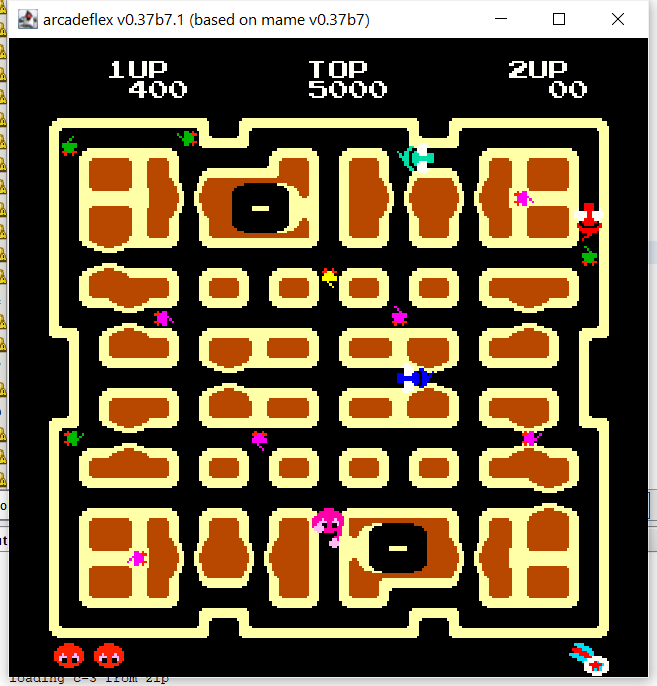 arcadeflex v0.37b7.1 (based on mame v0.37b7)
1UP TOP 2UP
400 5000 00
loading c-3 from zip